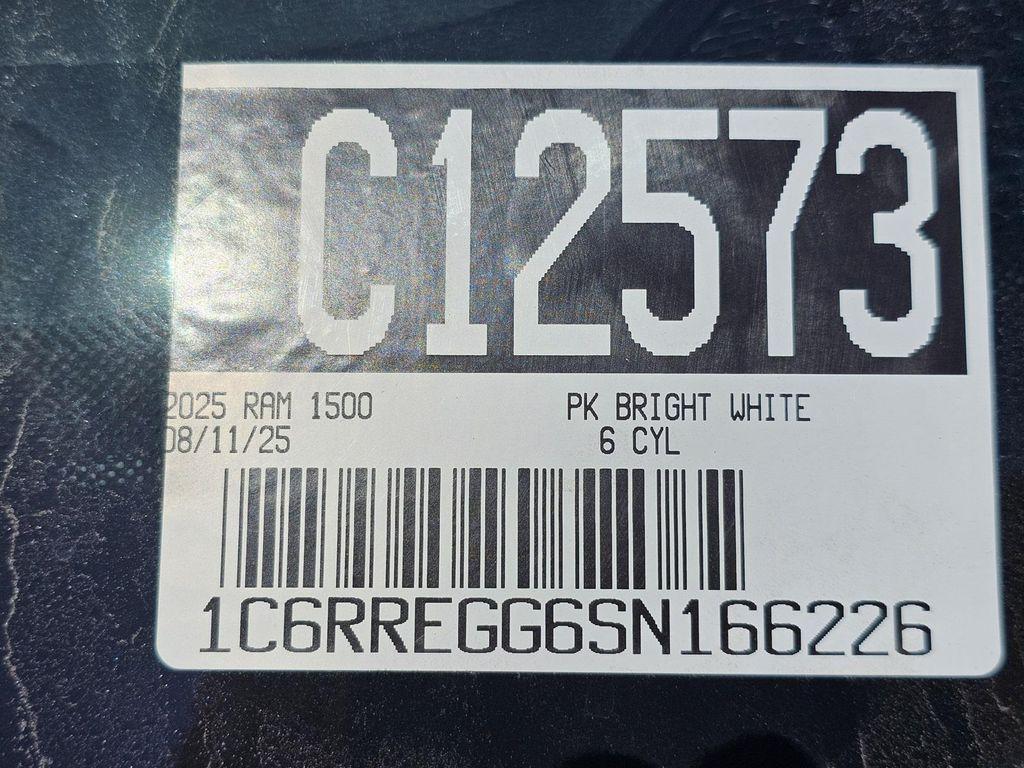 C12573
2025 RAM 1500 PK BRIGHT WHITE
08/11/25 6 CYL
1C6RREGG6SN166226